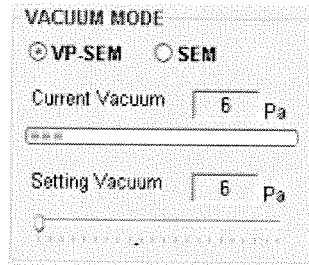 VACUUM MODE
VP-SEM SEM
Current Vacuum 6 Pa
Setting Vacuum 6 Pa